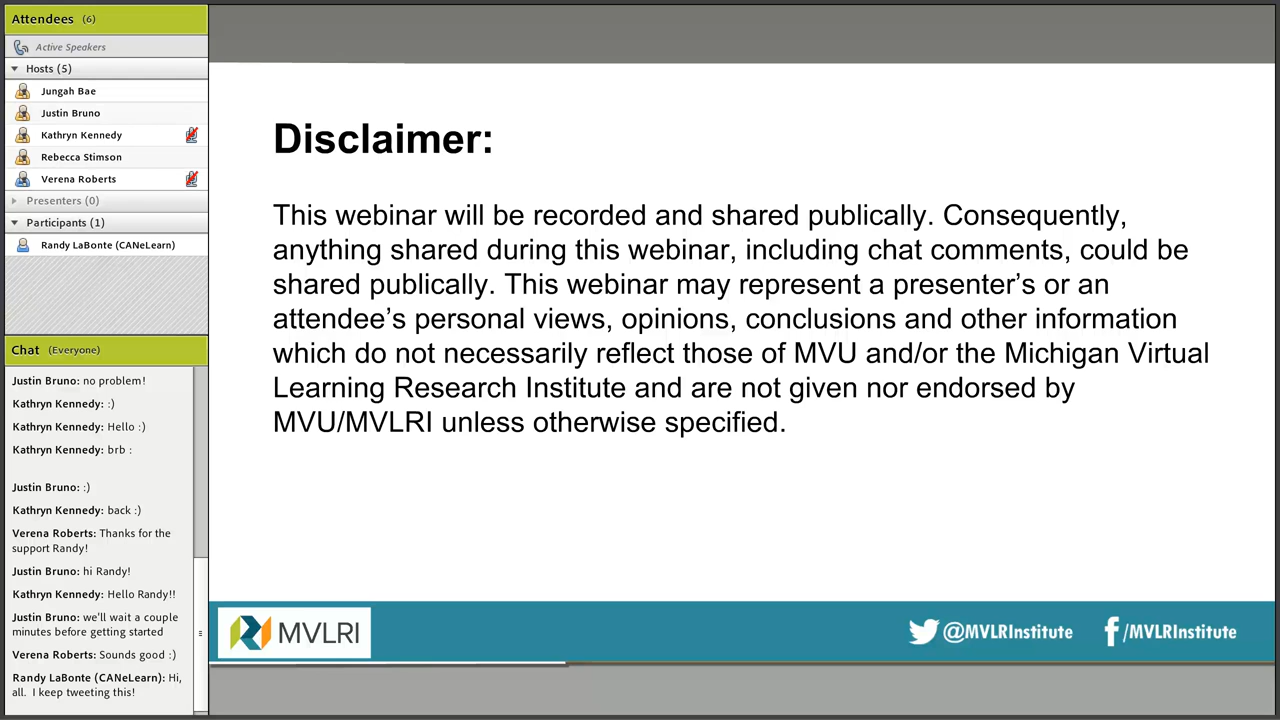 Attendees (6)
Active Speakers
Hosts (5)
Jungah Bae
Justin Bruno
Kathryn Kennedy
Rebecca Stimson
Verena Roberts
Presenters (0)
Participants (1)
Randy LaBonte (CANeLearn)
Chat (Everyone)
Justin Bruno: no problem!
Kathryn Kennedy: :)
Kathryn Kennedy: Hello :)
Kathryn Kennedy: brb :
Justin Bruno: :)
Kathryn Kennedy: back :)
Verena Roberts: Thanks for the
support Randy!
Justin Bruno: hi Randy!
Kathryn Kennedy: Hello Randy!!
Justin Bruno: we'll wait a couple
minutes before getting started
Verena Roberts: Sounds good :)
Randy LaBonte (CANeLearn): Hi,
all. I keep tweeting this!
Disclaimer:
This webinar will be recorded and shared publically. Consequently,
anything shared during this webinar, including chat comments, could be
shared publically. This webinar may represent a presenter’s or an
attendee’s personal views, opinions, conclusions and other information
which do not necessarily reflect those of MVU and/or the Michigan Virtual
Learning Research Institute and are not given nor endorsed by
MVU/MVLRI unless otherwise specified.
MVLRI
@MVLRInstitute
/MVLRInstitute